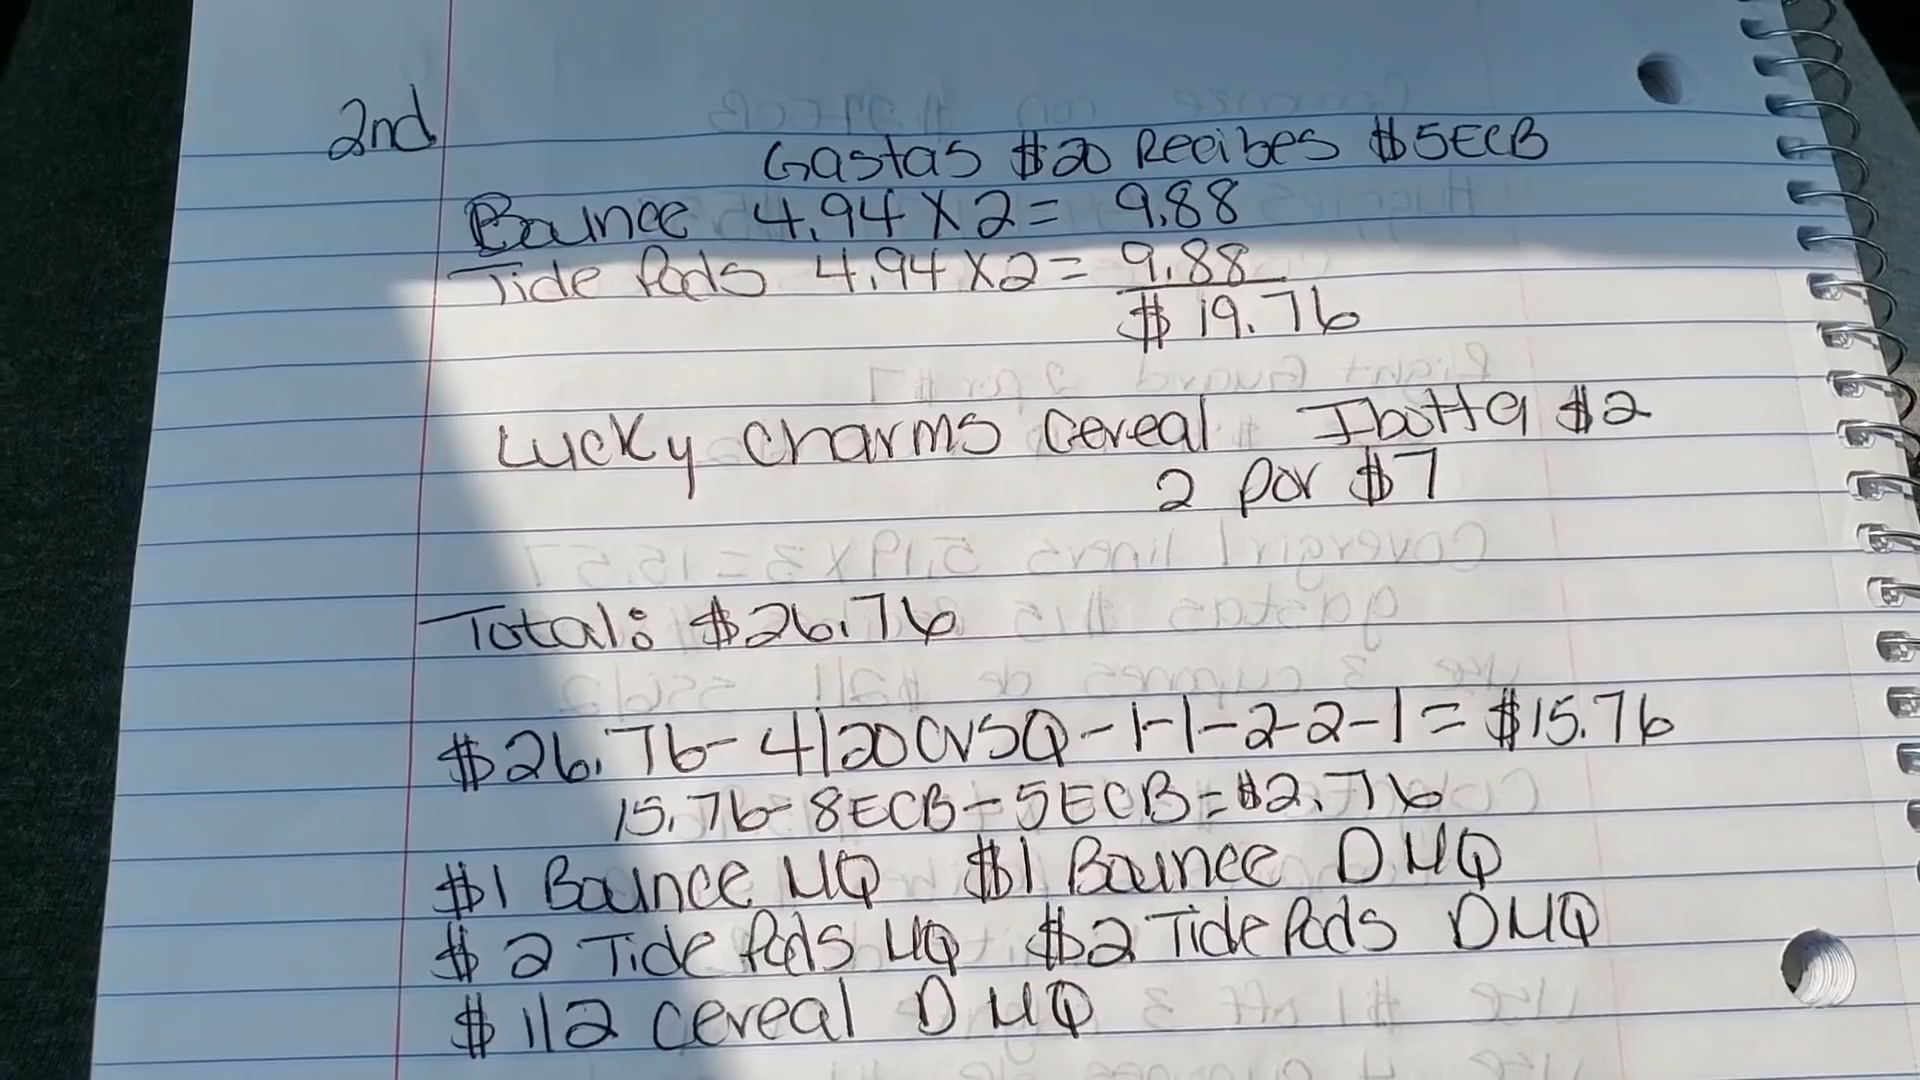 2nd
Gastas $20 Recibes $5ECB
Bounce 4.94 X 2 = 9.88
Tide Pods 4.94 X 2 = 9.88
$ 19.76
Lucky Charms Cereal Ibotta $2
2 por $7
Total: $26.76
$26.76 - 4/20CVSQ - 1 - 1 - 2 - 2 - 1 = $15.76
15.76 - 8ECB - 5ECB = $2.76
$1 Bounce MQ $1 Bounce DMQ
$2 Tide Pods MQ $2 Tide Pods DMQ
$1/2 cereal DMQ